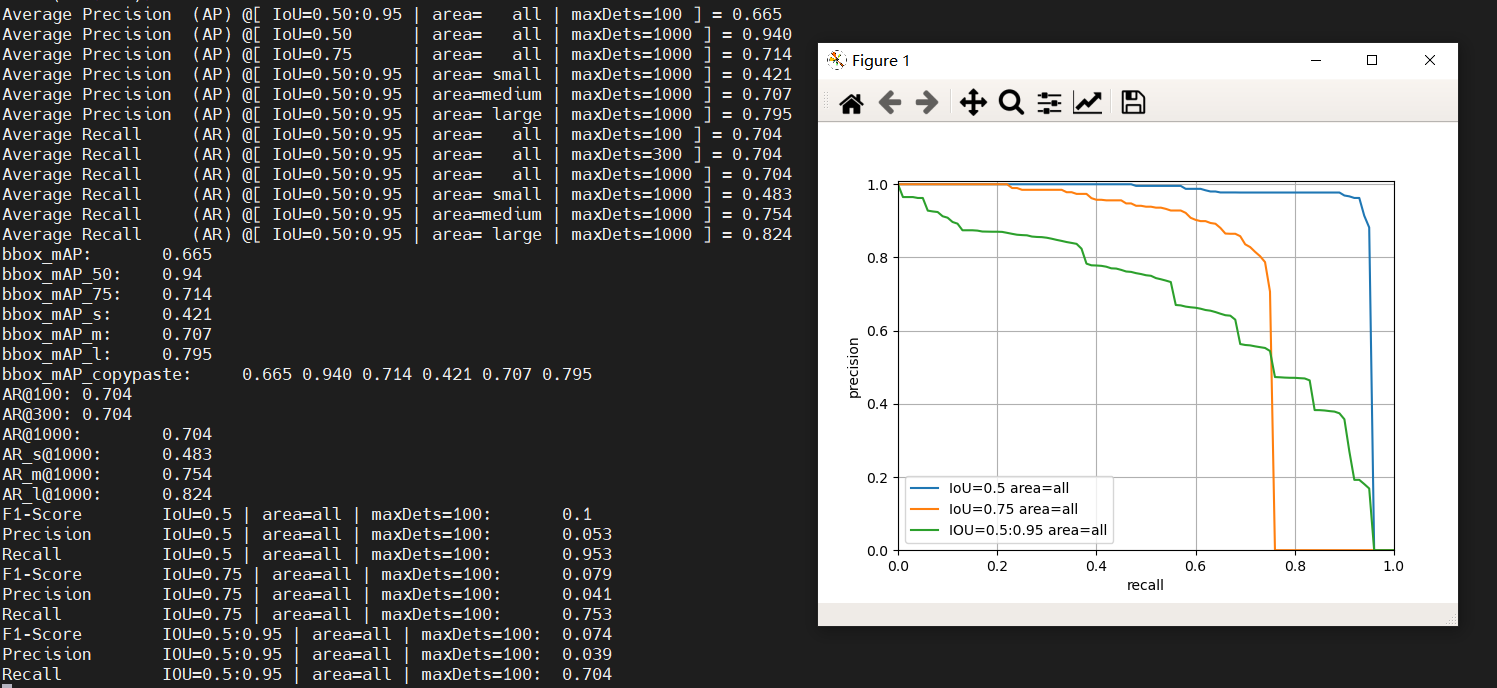 Average Precision  (AP) @[ IoU=0.50:0.95 | area=   all | maxDets=100 ] = 0.665
Average Precision  (AP) @[ IoU=0.50      | area=   all | maxDets=1000 ] = 0.940
Average Precision  (AP) @[ IoU=0.75      | area=   all | maxDets=1000 ] = 0.714
Average Precision  (AP) @[ IoU=0.50:0.95 | area= small | maxDets=1000 ] = 0.421
Average Precision  (AP) @[ IoU=0.50:0.95 | area=medium | maxDets=1000 ] = 0.707
Average Precision  (AP) @[ IoU=0.50:0.95 | area= large | maxDets=1000 ] = 0.795
Average Recall     (AR) @[ IoU=0.50:0.95 | area=   all | maxDets=100 ] = 0.704
Average Recall     (AR) @[ IoU=0.50:0.95 | area=   all | maxDets=300 ] = 0.704
Average Recall     (AR) @[ IoU=0.50:0.95 | area=   all | maxDets=1000 ] = 0.704
Average Recall     (AR) @[ IoU=0.50:0.95 | area= small | maxDets=1000 ] = 0.483
Average Recall     (AR) @[ IoU=0.50:0.95 | area=medium | maxDets=1000 ] = 0.754
Average Recall     (AR) @[ IoU=0.50:0.95 | area= large | maxDets=1000 ] = 0.824
bbox_mAP:       0.665
bbox_mAP_50:    0.94
bbox_mAP_75:    0.714
bbox_mAP_s:     0.421
bbox_mAP_m:     0.707
bbox_mAP_l:     0.795
bbox_mAP_copypaste:     0.665 0.940 0.714 0.421 0.707 0.795
AR@100: 0.704
AR@300: 0.704
AR@1000:        0.704
AR_s@1000:      0.483
AR_m@1000:      0.754
AR_l@1000:      0.824
F1-Score        IoU=0.5 | area=all | maxDets=100:       0.1
Precision       IoU=0.5 | area=all | maxDets=100:       0.053
Recall          IoU=0.5 | area=all | maxDets=100:       0.953
F1-Score        IoU=0.75 | area=all | maxDets=100:      0.079
Precision       IoU=0.75 | area=all | maxDets=100:      0.041
Recall          IoU=0.75 | area=all | maxDets=100:      0.753
F1-Score        IOU=0.5:0.95 | area=all | maxDets=100:  0.074
Precision       IOU=0.5:0.95 | area=all | maxDets=100:  0.039
Recall          IOU=0.5:0.95 | area=all | maxDets=100:  0.704
Figure 1
1.0
0.8
0.6
0.4
0.2
0.0
precision
IoU=0.5 area=all
IoU=0.75 area=all
IOU=0.5:0.95 area=all
0.0 0.2 0.4 0.6 0.8 1.0
recall